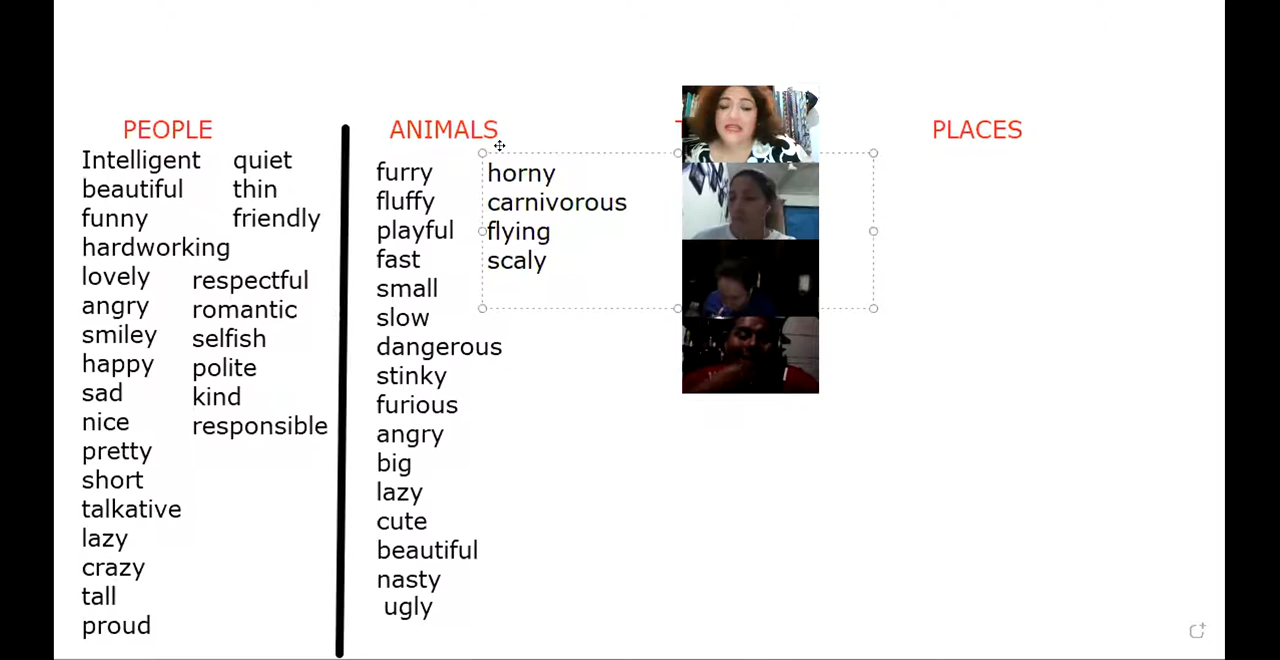 PEOPLE
Intelligent
beautiful
funny
hardworking
lovely
angry
smiley
happy
sad
nice
pretty
short
talkative
lazy
crazy
tall
proud
quiet
thin
friendly
respectful
romantic
selfish
polite
kind
responsible
ANIMALS
furry
fluffy
playful
fast
small
slow
dangerous
stinky
furious
angry
big
lazy
cute
beautiful
nasty
ugly
horny
carnivorous
flying
scaly
PLACES